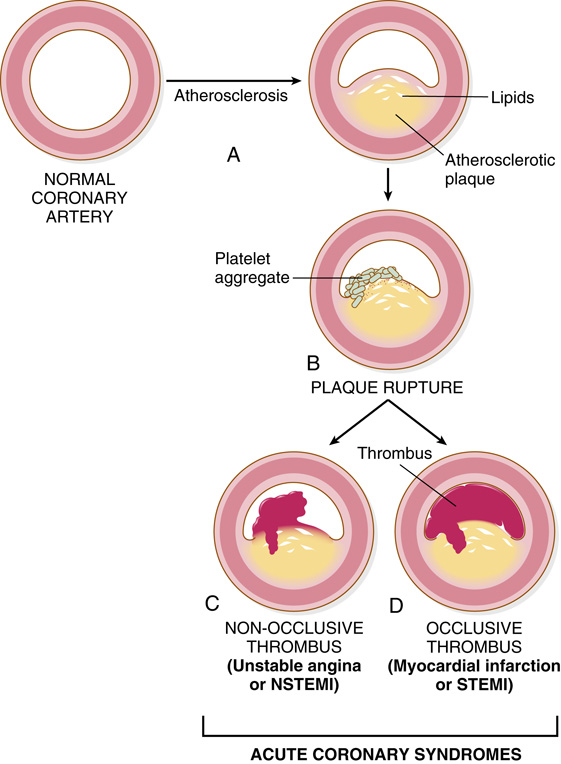 Atherosclerosis
Lipids
Atherosclerotic
plaque
A
NORMAL
CORONARY
ARTERY
Platelet
aggregate
B
PLAQUE RUPTURE
Thrombus
C
D
NON-OCCLUSIVE
THROMBUS
(Unstable angina
or NSTEMI)
OCCLUSIVE
THROMBUS
(Myocardial infarction
or STEMI)
ACUTE CORONARY SYNDROMES